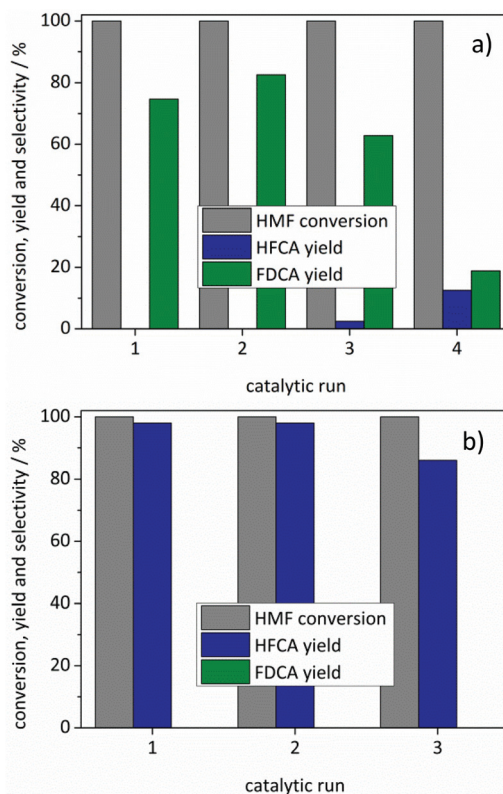 a)
conversion, yield and selectivity / %
100
80
60
40
20
0
HMF conversion
HFCA yield
FDCA yield
1 2 3 4
catalytic run
b)
conversion, yield and selectivity / %
100
80
60
40
20
0
HMF conversion
HFCA yield
FDCA yield
1 2 3
catalytic run